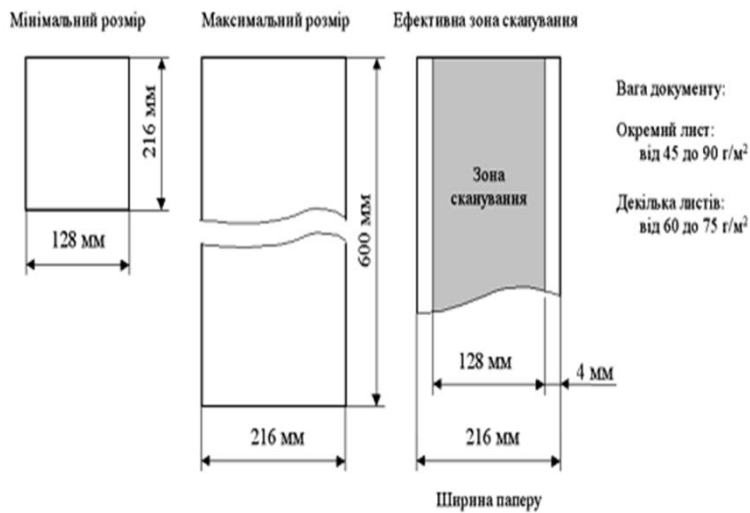 Мінімальний розмір
216 мм
128 мм
Максимальний розмір
600 мм
216 мм
Ефективна зона сканування
Зона
сканування
128 мм
4 мм
216 мм
Ширина паперу
Вага документу:
Окремий лист:
від 45 до 90 г/м²
Декілька листів:
від 60 до 75 г/м²